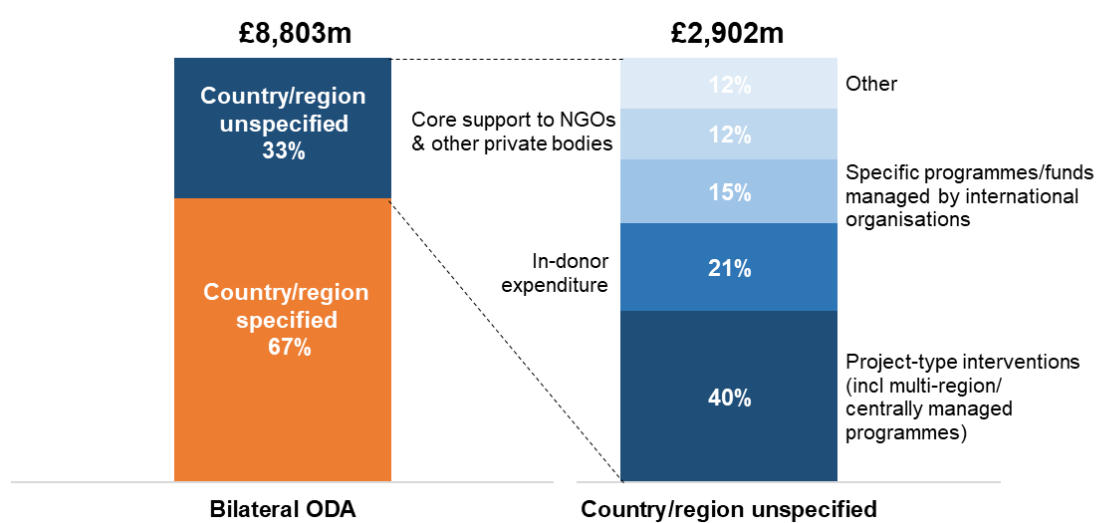 £8,803m
Country/region
unspecified
33%
Country/region
specified
67%
Bilateral ODA
£2,902m
12%
Other
Core support to NGOs
& other private bodies
12%
15%
Specific programmes/funds
managed by international
organisations
In-donor
expenditure
21%
40%
Project-type interventions
(incl multi-region/
centrally managed
programmes)
Country/region unspecified